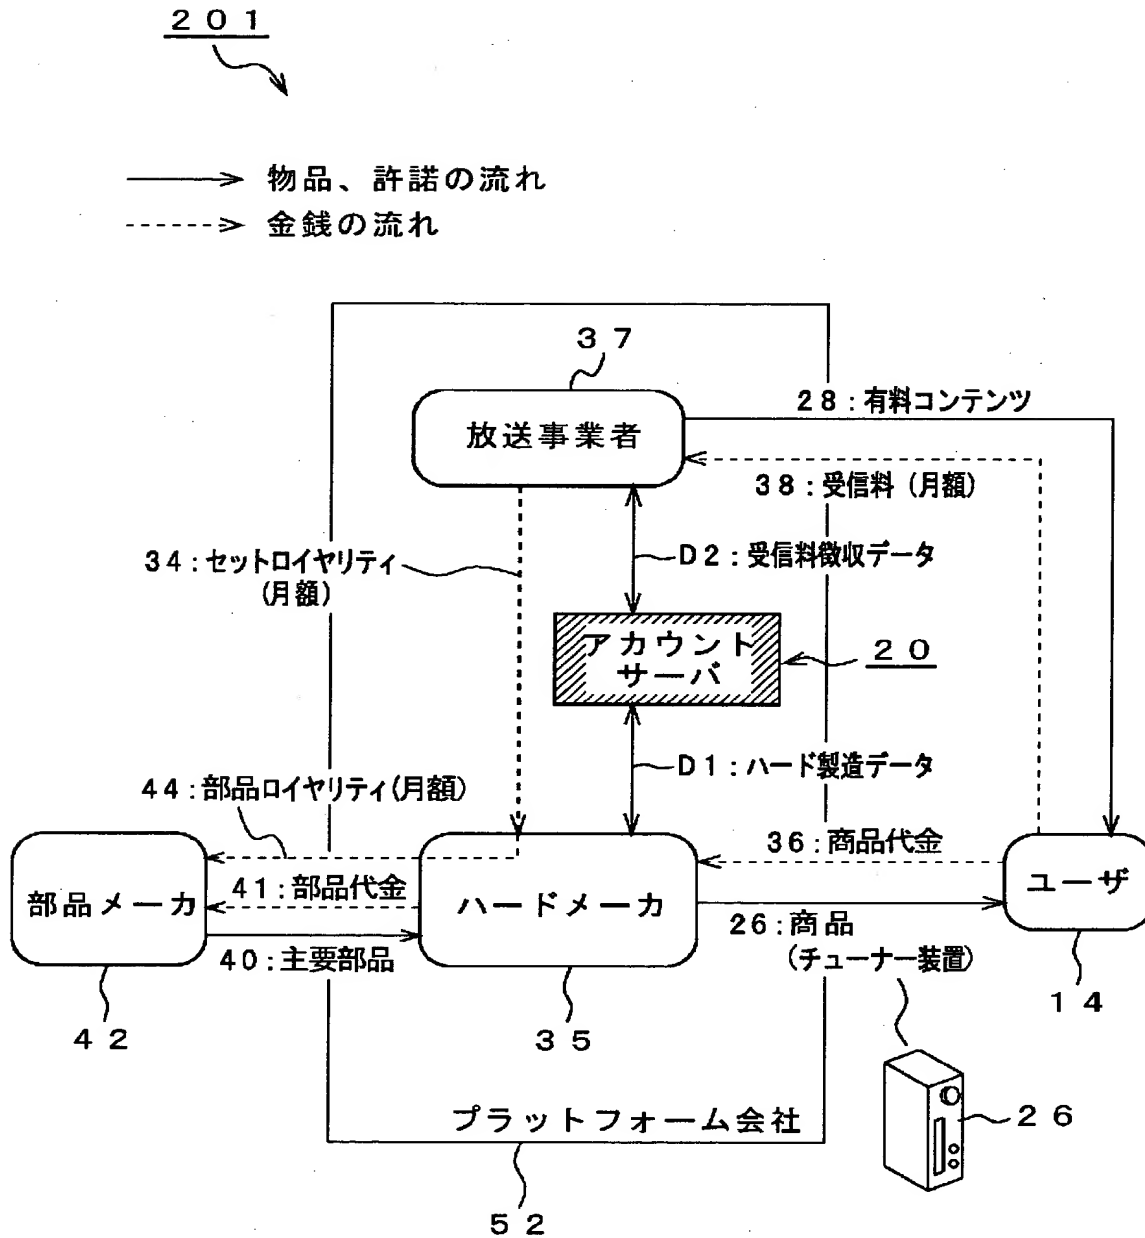 ２０１
物品、許諾の流れ
金銭の流れ
３７
放送事業者
２８：有料コンテンツ
３８：受信料（月額）
３４：セットロイヤリティ
（月額）
Ｄ２：受信料徴収データ
アカウント
サーバ
２０
Ｄ１：ハード製造データ
４４：部品ロイヤリティ（月額）
３６：商品代金
部品メーカ
４１：部品代金
ハードメーカ
ユーザ
４０：主要部品
２６：商品
（チューナー装置）
４２
３５
１４
２６
プラットフォーム会社
５２